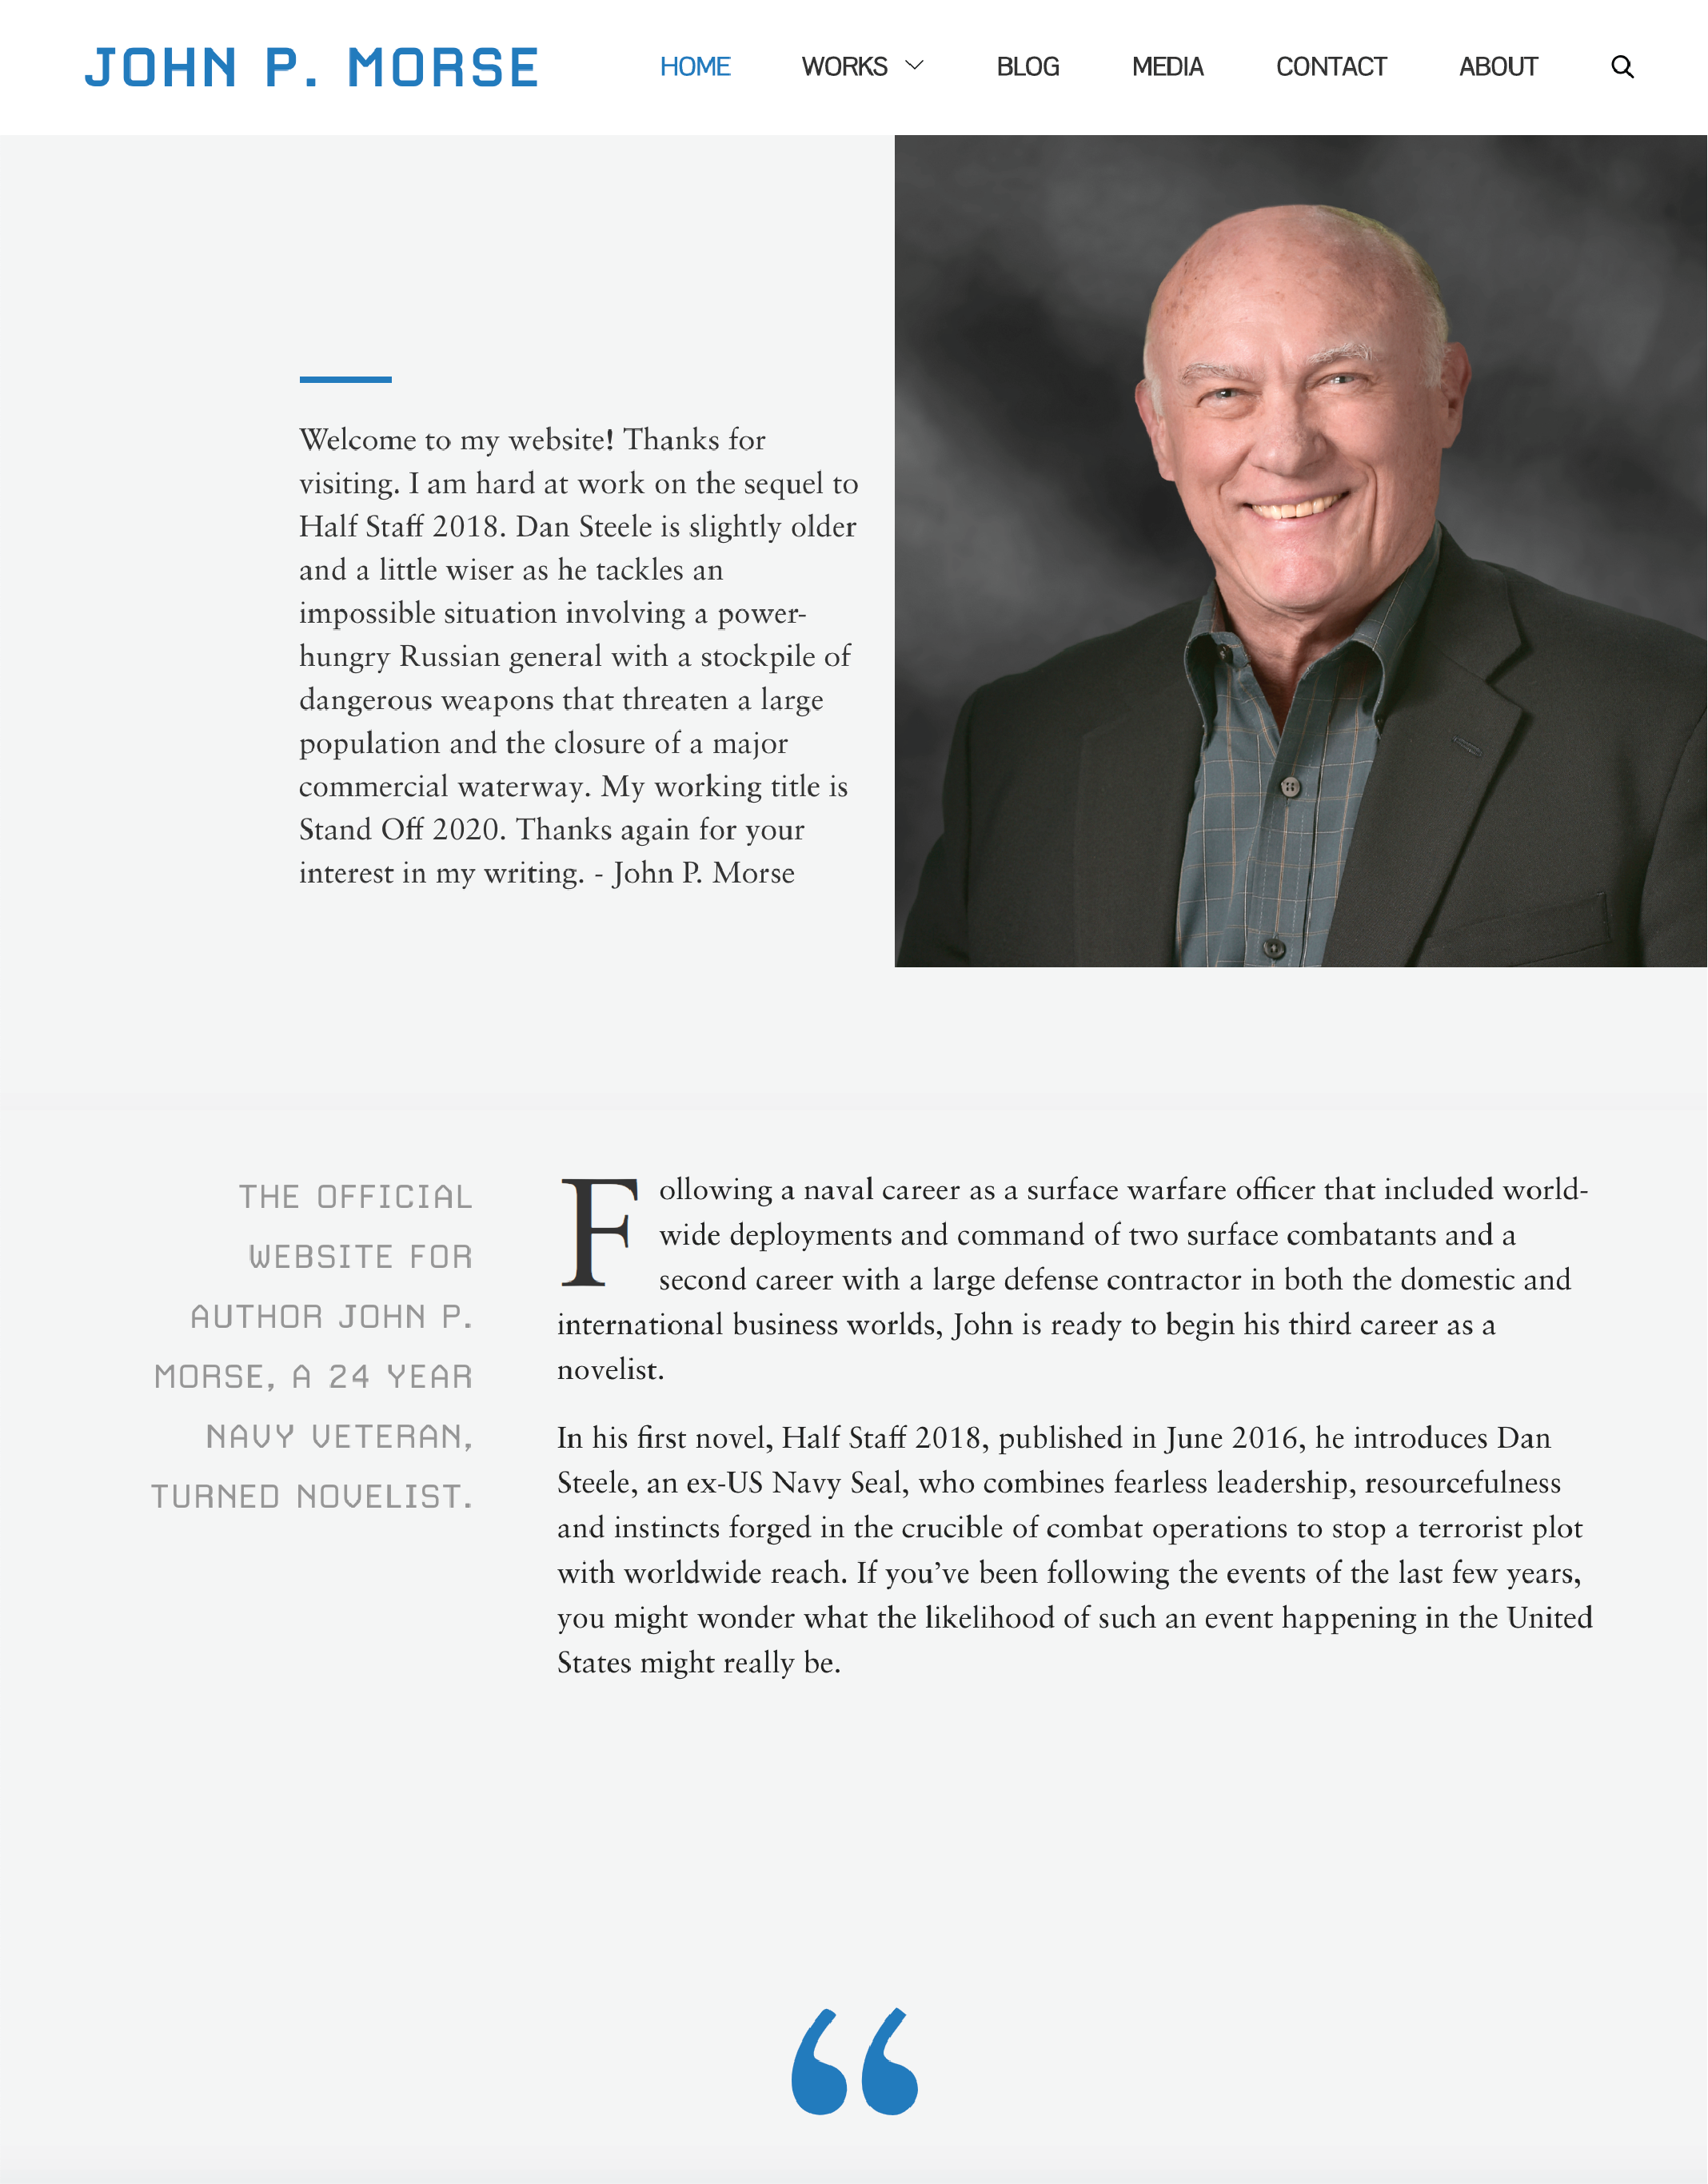 JOHN P. MORSE
HOME WORKS BLOG MEDIA CONTACT ABOUT
Welcome to my website! Thanks for
visiting. I am hard at work on the sequel to
Half Staff 2018. Dan Steele is slightly older
and a little wiser as he tackles an
impossible situation involving a power-
hungry Russian general with a stockpile of
dangerous weapons that threaten a large
population and the closure of a major
commercial waterway. My working title is
Stand Off 2020. Thanks again for your
interest in my writing. - John P. Morse
THE OFFICIAL
WEBSITE FOR
AUTHOR JOHN P.
MORSE, A 24 YEAR
NAVY VETERAN,
TURNED NOVELIST.
Following a naval career as a surface warfare officer that included world-
wide deployments and command of two surface combatants and a
second career with a large defense contractor in both the domestic and
international business worlds, John is ready to begin his third career as a
novelist.
In his first novel, Half Staff 2018, published in June 2016, he introduces Dan
Steele, an ex-US Navy Seal, who combines fearless leadership, resourcefulness
and instincts forged in the crucible of combat operations to stop a terrorist plot
with worldwide reach. If you’ve been following the events of the last few years,
you might wonder what the likelihood of such an event happening in the United
States might really be.
“